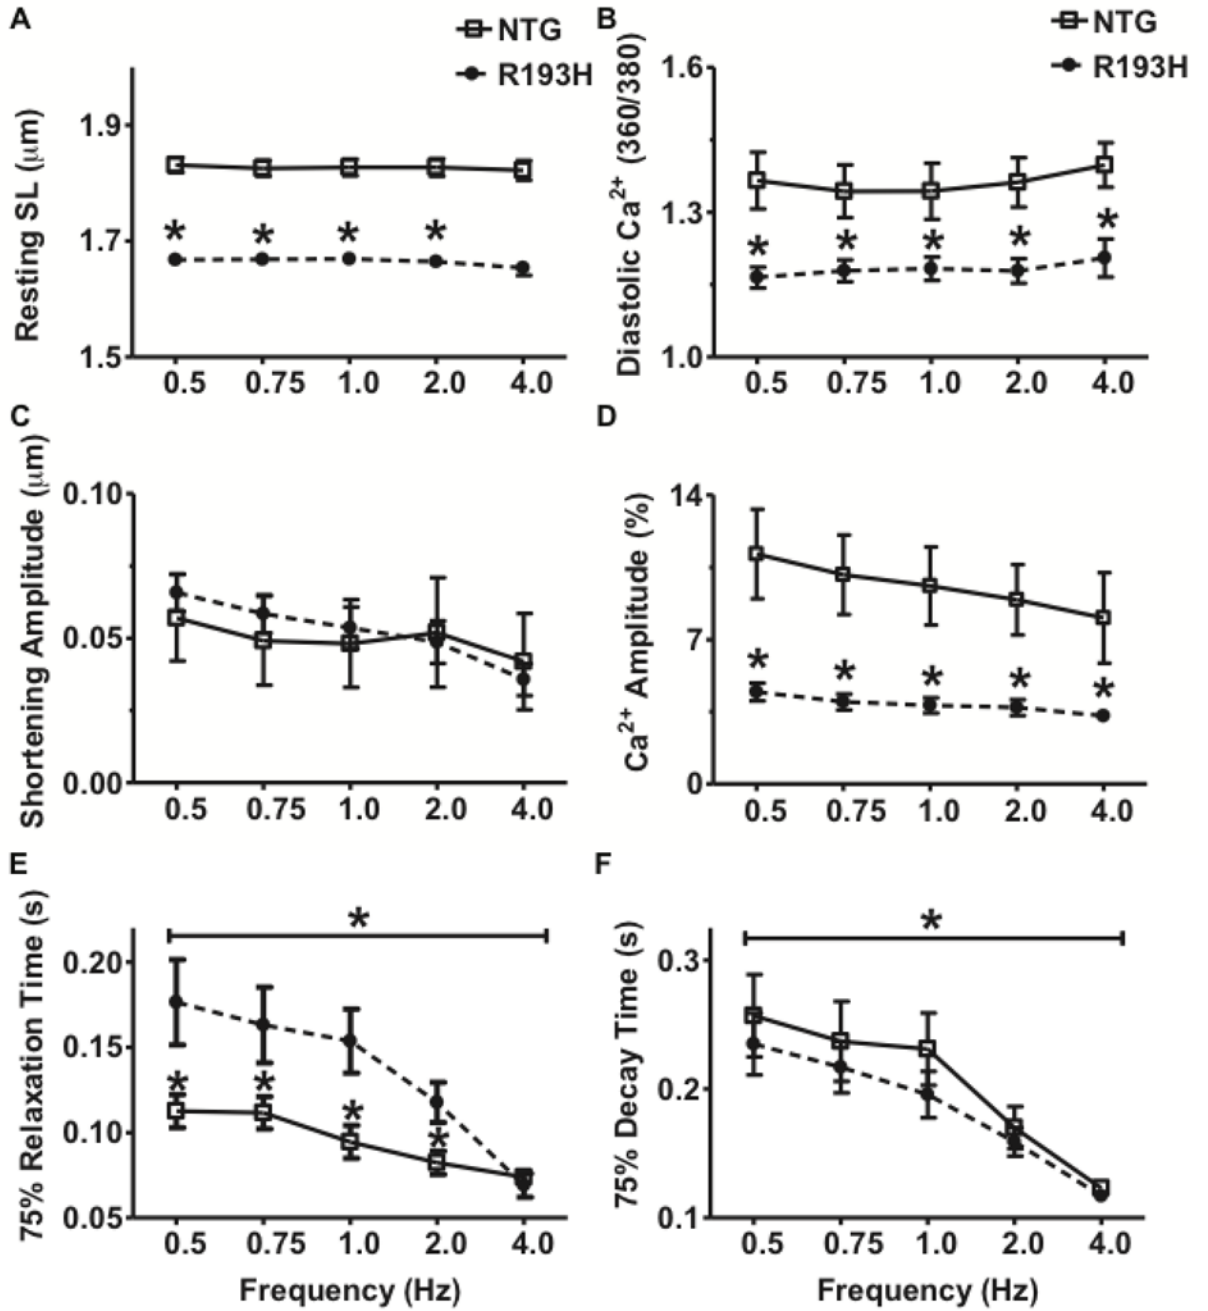 A
NTG
R193H
Resting SL (μm)
1.9
1.7
1.5
* * * *
0.5 0.75 1.0 2.0 4.0
B
NTG
R193H
Diastolic Ca²⁺ (360/380)
1.6
1.3
1.0
* * * * *
0.5 0.75 1.0 2.0 4.0
C
Shortening Amplitude (μm)
0.10
0.05
0.00
0.5 0.75 1.0 2.0 4.0
D
Ca²⁺ Amplitude (%)
14
7
0
* * * * *
0.5 0.75 1.0 2.0 4.0
E
75% Relaxation Time (s)
*
0.20
0.15
0.10
0.05
* * * *
0.5 0.75 1.0 2.0 4.0
Frequency (Hz)
F
75% Decay Time (s)
*
0.3
0.2
0.1
0.5 0.75 1.0 2.0 4.0
Frequency (Hz)